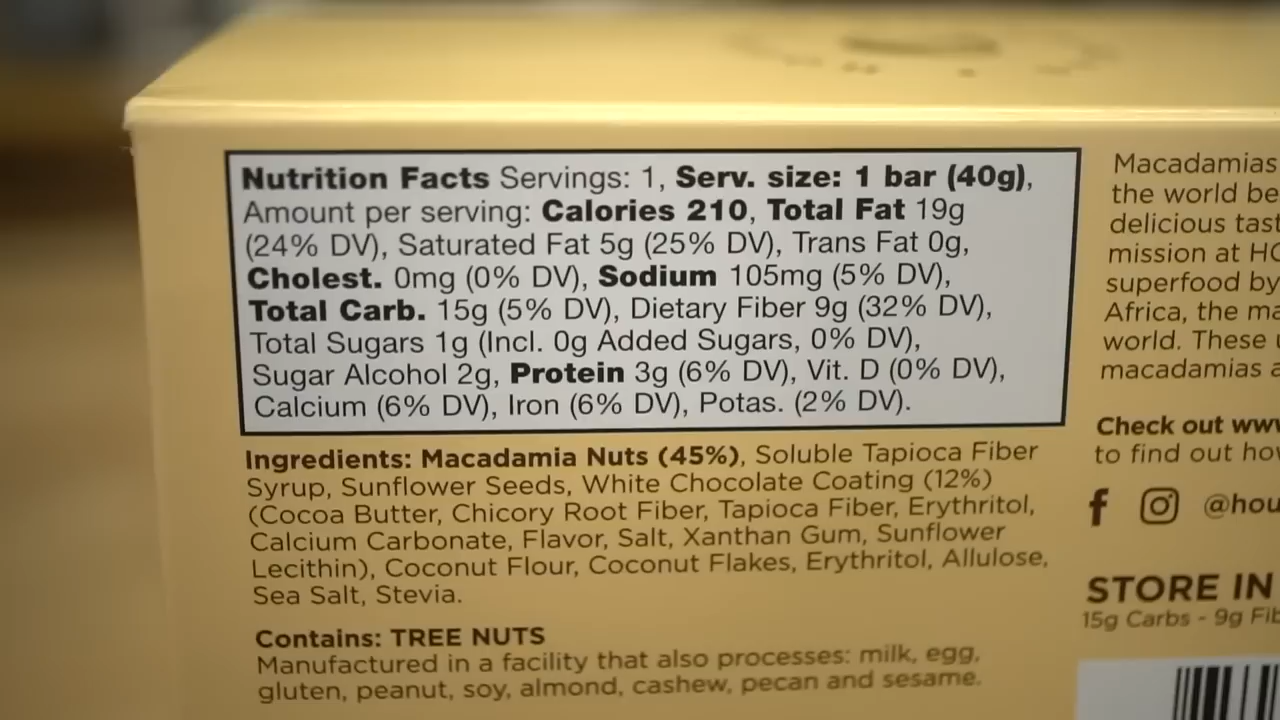 Nutrition Facts Servings: 1, Serv. size: 1 bar (40g),
Amount per serving: Calories 210, Total Fat 19g
(24% DV), Saturated Fat 5g (25% DV), Trans Fat 0g,
Cholest. 0mg (0% DV), Sodium 105mg (5% DV),
Total Carb. 15g (5% DV), Dietary Fiber 9g (32% DV),
Total Sugars 1g (Incl. 0g Added Sugars, 0% DV),
Sugar Alcohol 2g, Protein 3g (6% DV), Vit. D (0% DV),
Calcium (6% DV), Iron (6% DV), Potas. (2% DV).
Ingredients: Macadamia Nuts (45%), Soluble Tapioca Fiber
Syrup, Sunflower Seeds, White Chocolate Coating (12%)
(Cocoa Butter, Chicory Root Fiber, Tapioca Fiber, Erythritol,
Calcium Carbonate, Flavor, Salt, Xanthan Gum, Sunflower
Lecithin), Coconut Flour, Coconut Flakes, Erythritol, Allulose,
Sea Salt, Stevia.
Contains: TREE NUTS
Manufactured in a facility that also processes: milk, egg,
gluten, peanut, soy, almond, cashew, pecan and sesame.
Macadamias
the world
delicious
mission at
superfood by
Africa, the
world. These
macadamias
Check out
to find out
STORE IN
15g Carbs - 9g